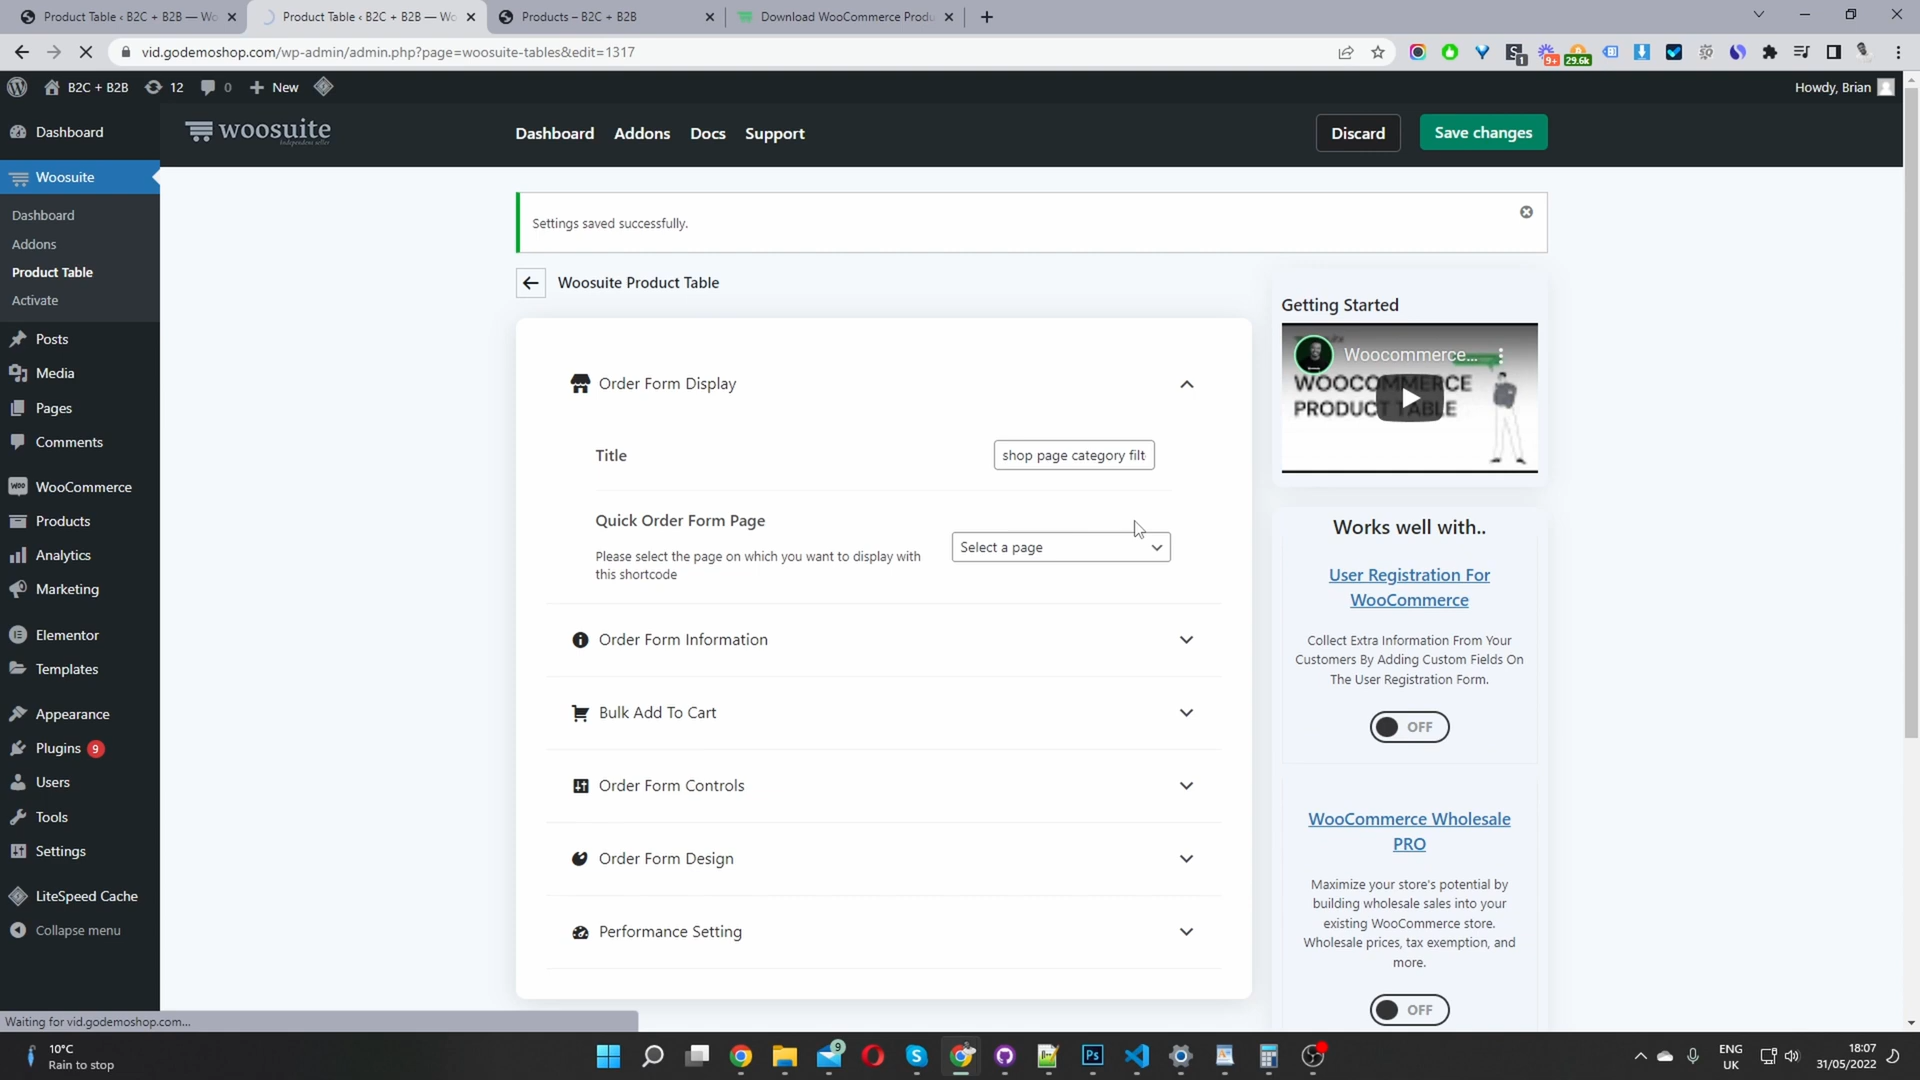 Product Table ‹ B2C + B2B — Wo
Product Table ‹ B2C + B2B — Wo
Products – B2C + B2B
Download WooCommerce Produ
vid.godemoshop.com/wp-admin/admin.php?page=woosuite-tables&edit=1317
1
9+
29.6k
B2C + B2B
12
0
New
Howdy, Brian
Dashboard
Woosuite
Dashboard
Addons
Product Table
Activate
Posts
Media
Pages
Comments
WooCommerce
Products
Analytics
Marketing
Elementor
Templates
Appearance
Plugins 9
Users
Tools
Settings
LiteSpeed Cache
Collapse menu
woosuite
Independent seller
Dashboard
Addons
Docs
Support
Discard
Save changes
Settings saved successfully.
Woosuite Product Table
Order Form Display
Title
shop page category filt
Quick Order Form Page
Please select the page on which you want to display with
this shortcode
Select a page
Order Form Information
Bulk Add To Cart
Order Form Controls
Order Form Design
Performance Setting
Getting Started
Woocommerce...
WOOCOMMERCE
PRODUCT TABLE
Works well with..
User Registration For
WooCommerce
Collect Extra Information From Your
Customers By Adding Custom Fields On
The User Registration Form.
OFF
WooCommerce Wholesale
PRO
Maximize your store's potential by
building wholesale sales into your
existing WooCommerce store.
Wholesale prices, tax exemption, and
more.
OFF
Waiting for vid.godemoshop.com...
10°C
Rain to stop
9
Ps
ENG
UK
18:07
31/05/2022